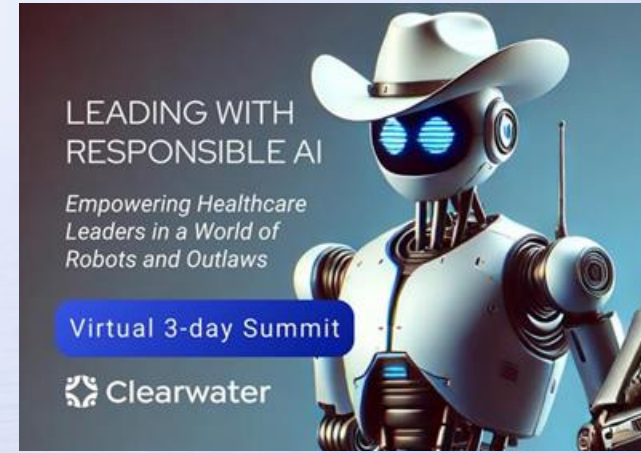 LEADING WITH
RESPONSIBLE AI
Empowering Healthcare
Leaders in a World of
Robots and Outlaws
Virtual 3-day Summit
Clearwater